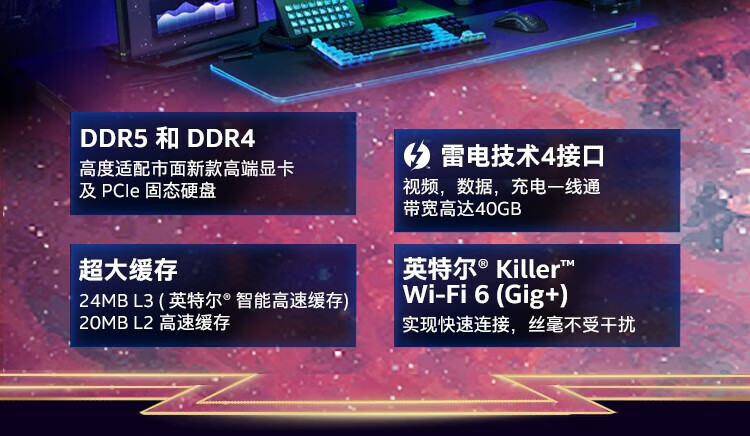 DDR5 和 DDR4
高度适配市面新款高端显卡
及 PCIe 固态硬盘
雷电技术4接口
视频，数据，充电一线通
带宽高达40GB
超大缓存
24MB L3 ( 英特尔® 智能高速缓存)
20MB L2 高速缓存
英特尔® Killer™
Wi-Fi 6 (Gig+)
实现快速连接，丝毫不受干扰